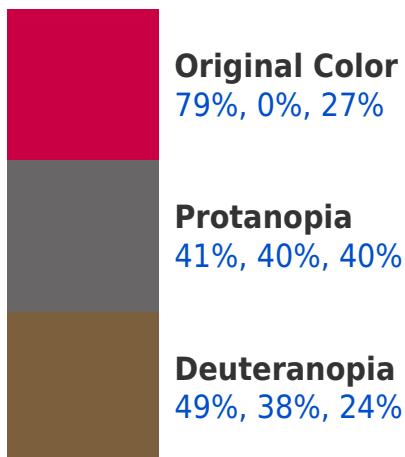 Original Color
79%, 0%, 27%
Protanopia
41%, 40%, 40%
Deuteranopia
49%, 38%, 24%